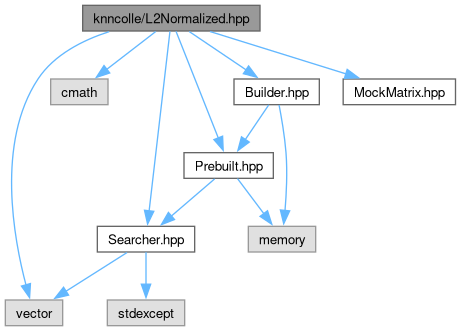 knncolle/L2Normalized.hpp
cmath
Builder.hpp
MockMatrix.hpp
Prebuilt.hpp
Searcher.hpp
memory
vector
stdexcept